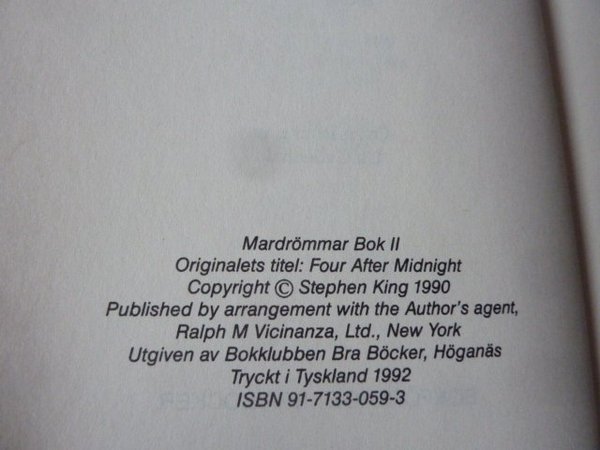 Mardrömmar Bok II
Originalets titel: Four After Midnight
Copyright © Stephen King 1990
Published by arrangement with the Author's agent,
Ralph M Vicinanza, Ltd., New York
Utgiven av Bokklubben Bra Böcker, Höganäs
Tryckt i Tyskland 1992
ISBN 91-7133-059-3